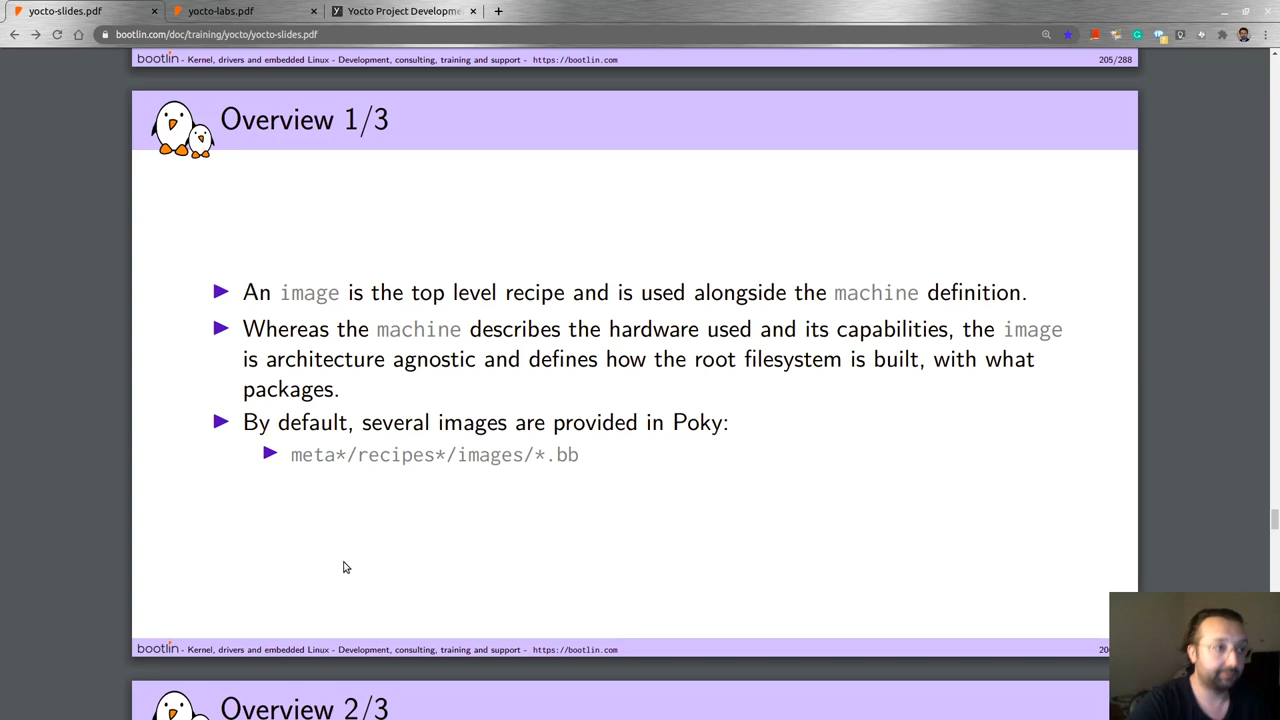 yocto-slides.pdf
yocto-labs.pdf
Yocto Project Developme
bootlin.com/doc/training/yocto/yocto-slides.pdf
bootlin - Kernel, drivers and embedded Linux - Development, consulting, training and support - https://bootlin.com
205/288
Overview 1/3
An image is the top level recipe and is used alongside the machine definition.
Whereas the machine describes the hardware used and its capabilities, the image
is architecture agnostic and defines how the root filesystem is built, with what
packages.
By default, several images are provided in Poky:
meta*/recipes*/images/*.bb
bootlin - Kernel, drivers and embedded Linux - Development, consulting, training and support - https://bootlin.com
Overview 2/3